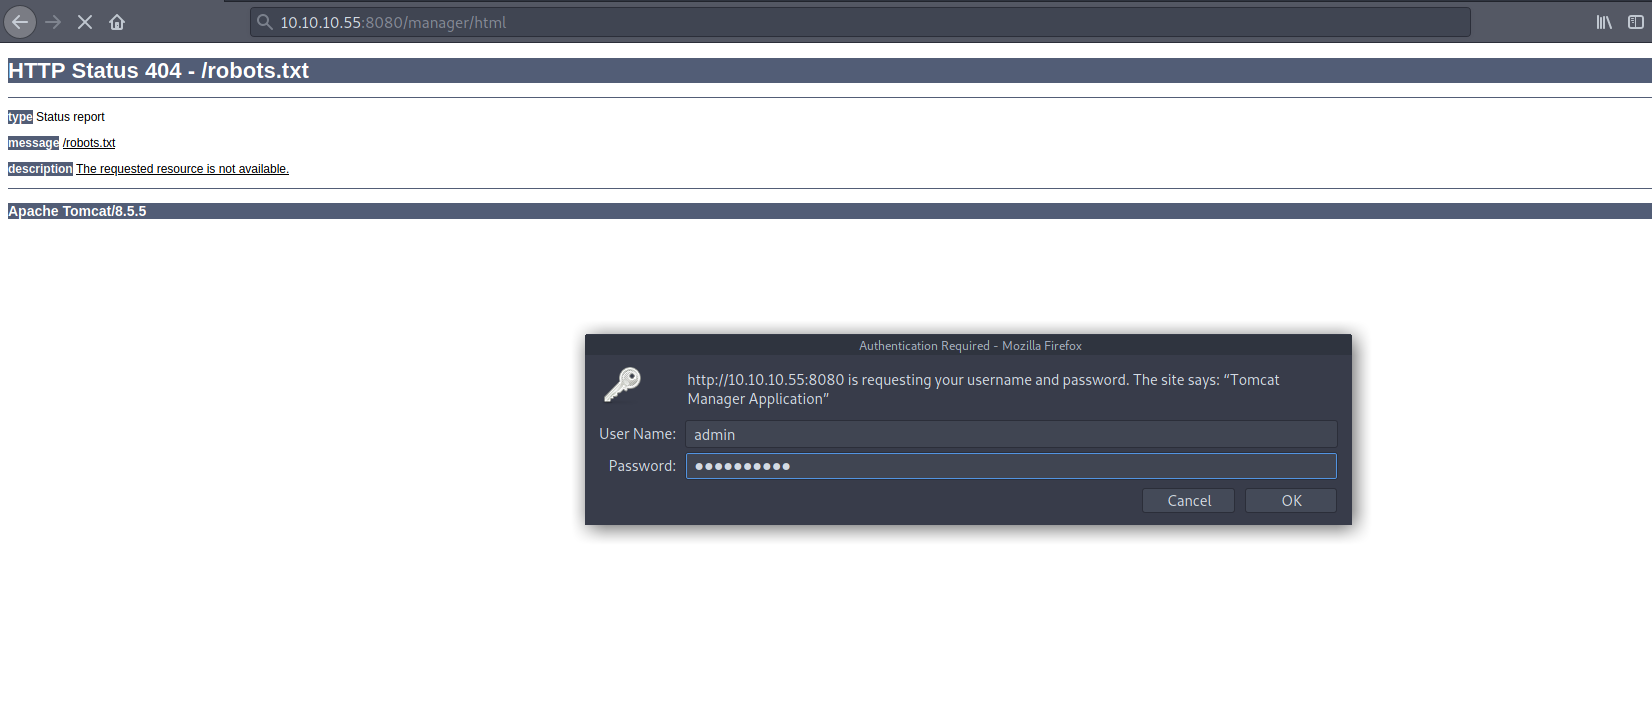 10.10.10.55:8080/manager/html
HTTP Status 404 - /robots.txt
type Status report
message /robots.txt
description The requested resource is not available.
Apache Tomcat/8.5.5
Authentication Required - Mozilla Firefox
http://10.10.10.55:8080 is requesting your username and password. The site says: “Tomcat
Manager Application”
User Name: admin
Password: ●●●●●●●●●●
Cancel OK